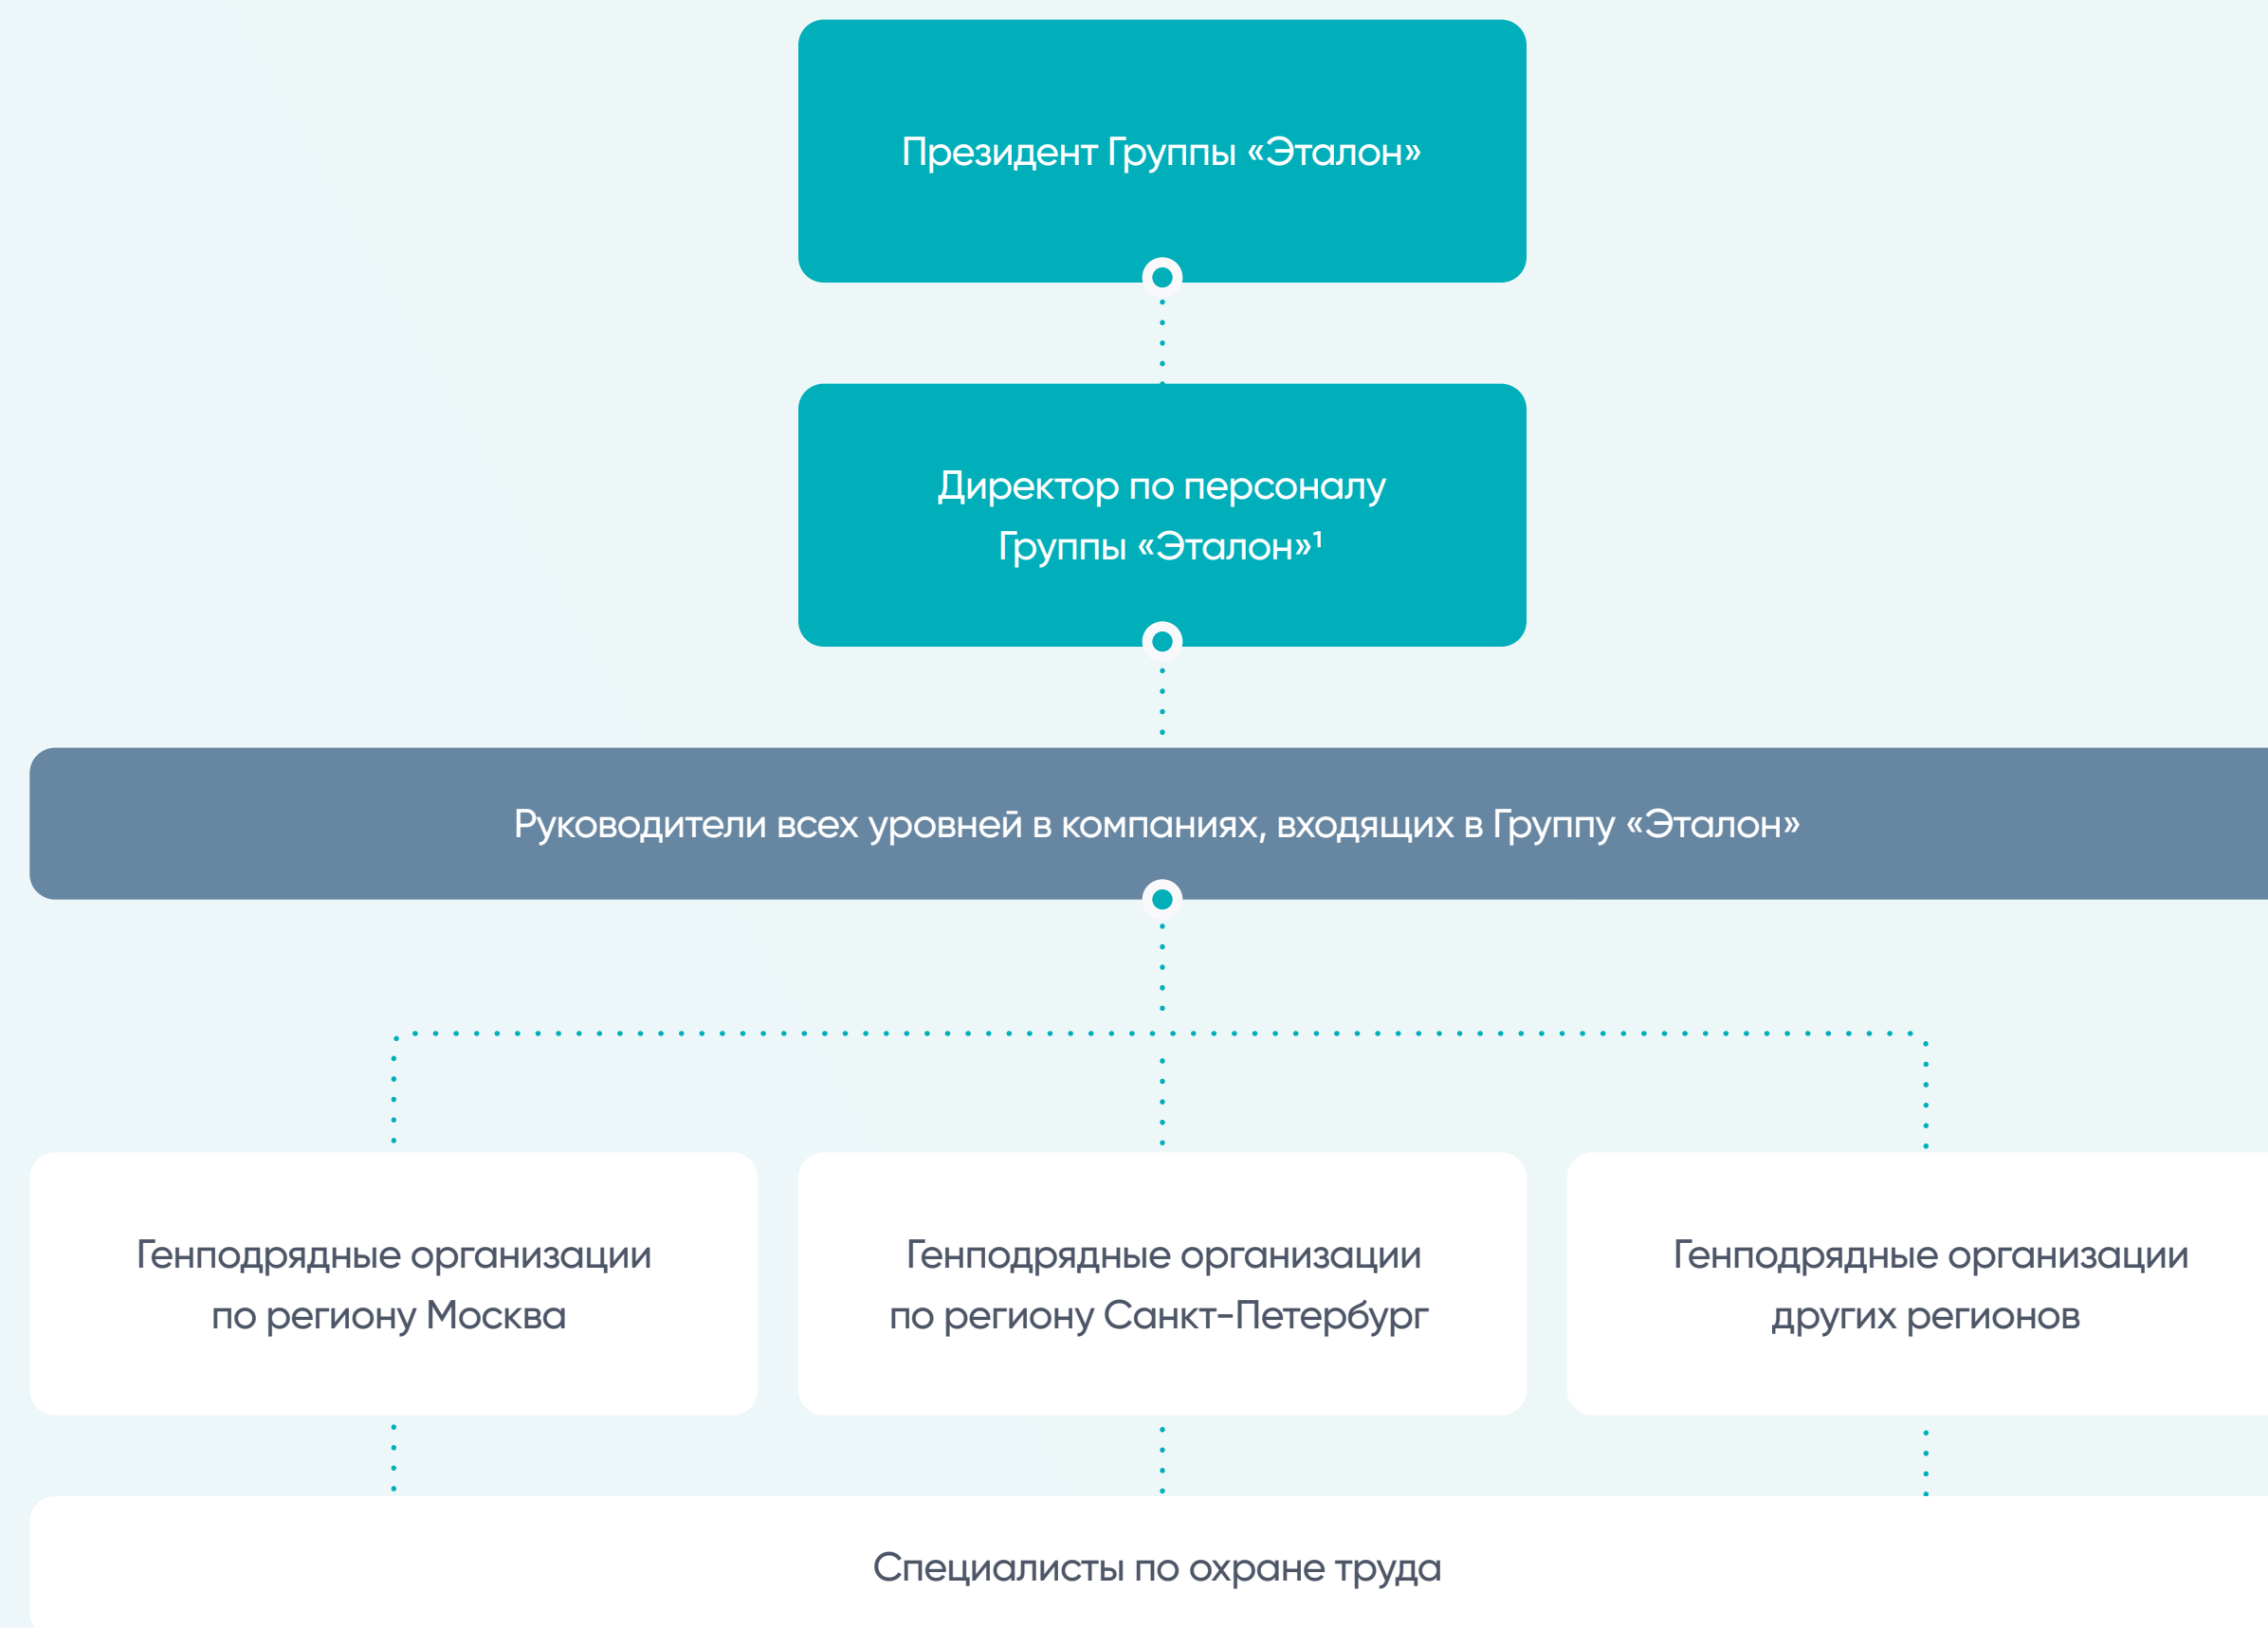 Президент Группы «Эталон»
Директор по персоналу
Группы «Эталон»¹
Руководители всех уровней в компаниях, входящих в Группу «Эталон»
Генподрядные организации
по региону Москва
Генподрядные организации
по региону Санкт-Петербург
Генподрядные организации
других регионов
Специалисты по охране труда